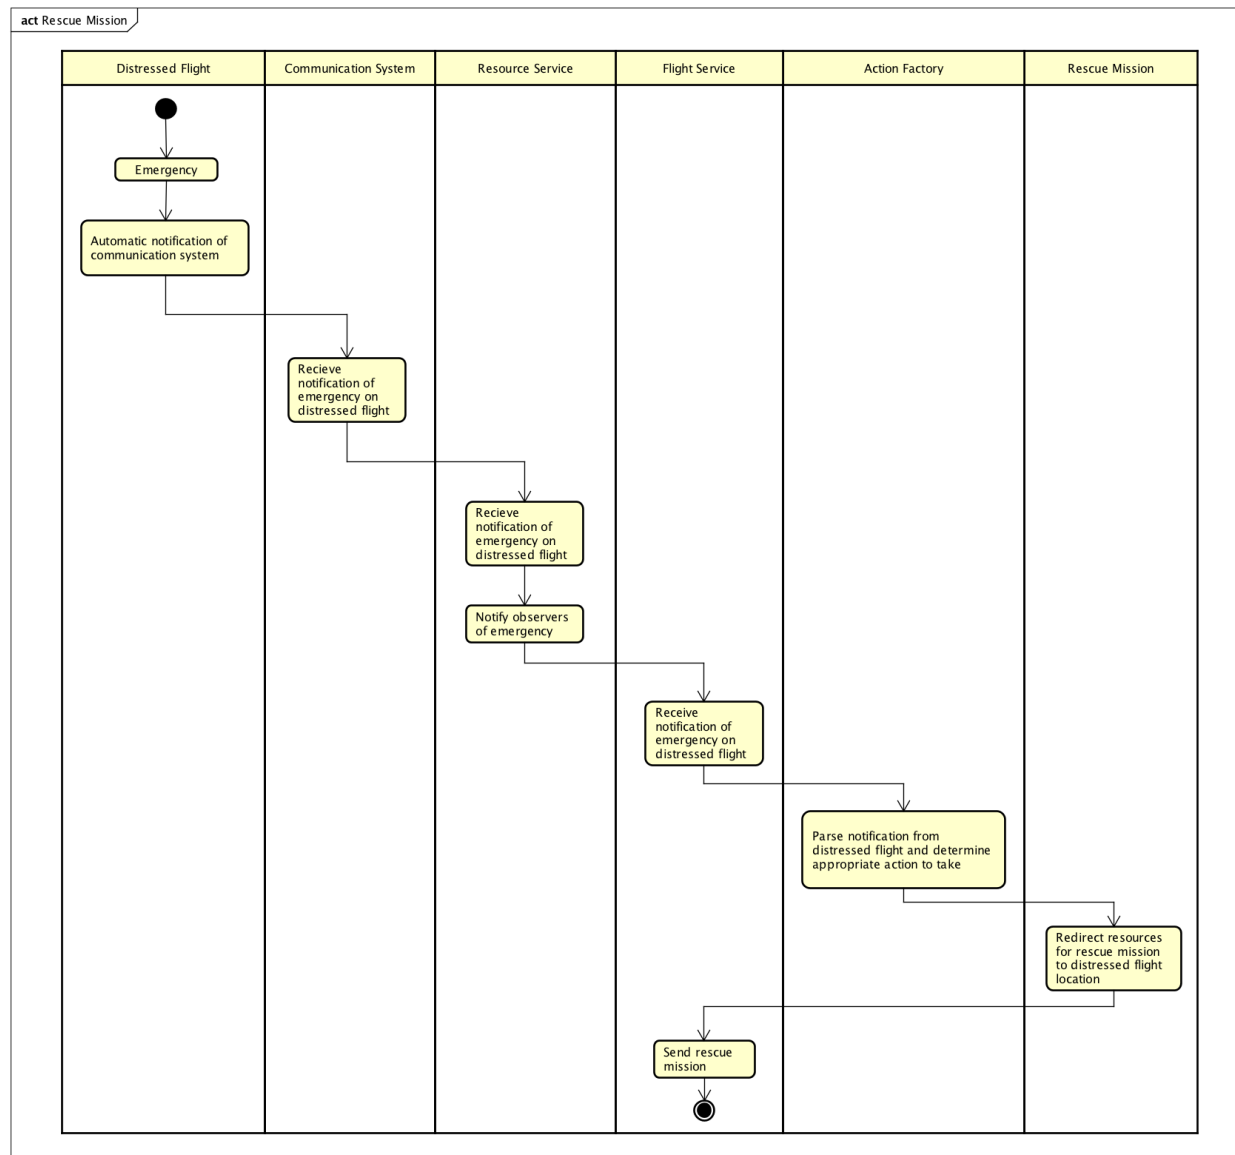 act Rescue Mission
Distressed Flight
Communication System
Resource Service
Flight Service
Action Factory
Rescue Mission
Emergency
Automatic notification of
communication system
Recieve
notification of
emergency on
distressed flight
Recieve
notification of
emergency on
distressed flight
Notify observers
of emergency
Receive
notification of
emergency on
distressed flight
Parse notification from
distressed flight and determine
appropriate action to take
Redirect resources
for rescue mission
to distressed flight
location
Send rescue
mission